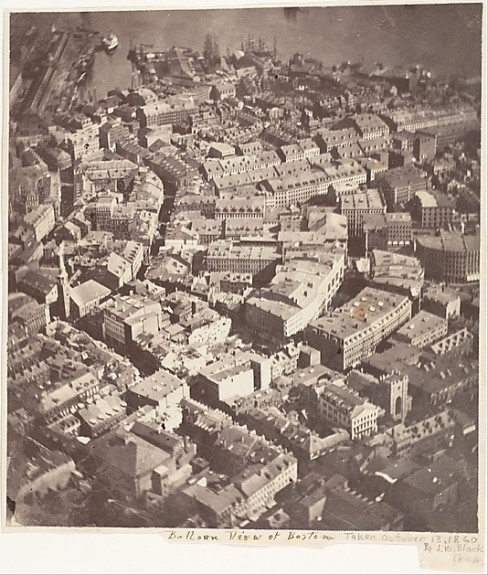 Balloon View of Boston Taken October 13, 1860
By J. W. Black